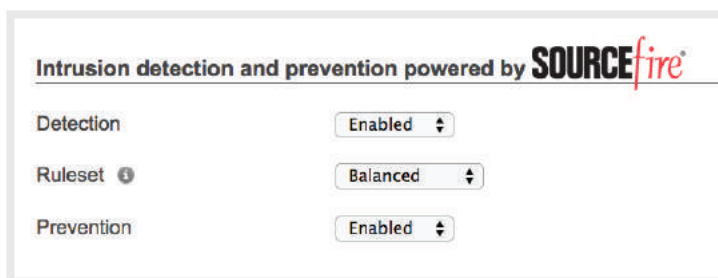 Intrusion detection and prevention powered by SOURCEfire®
Detection Enabled
Ruleset Balanced
Prevention Enabled